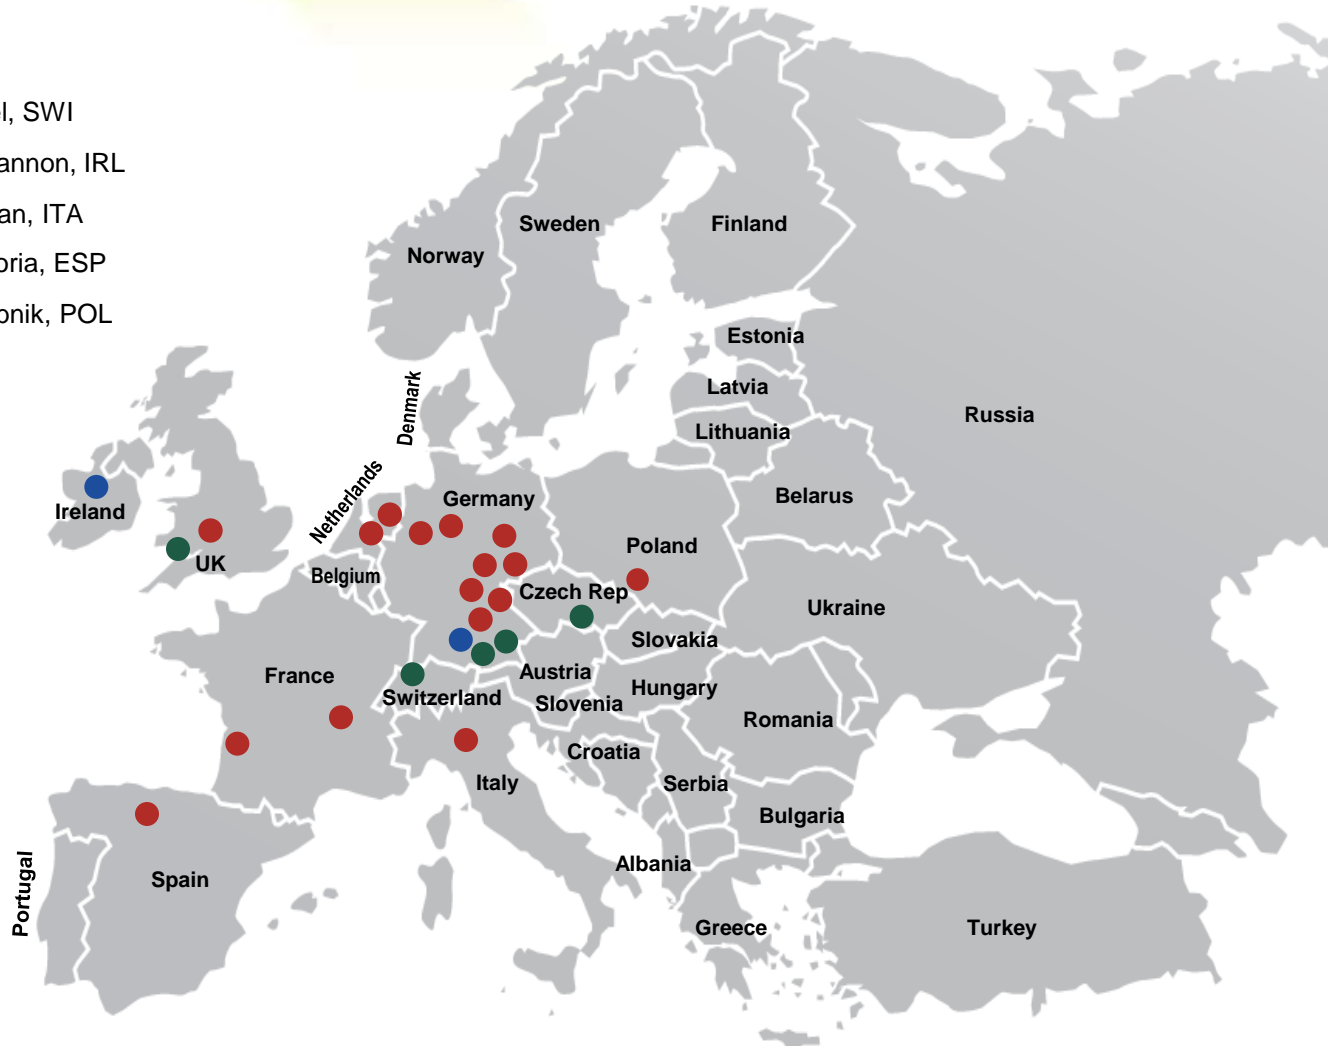 l, SWI
annon, IRL
an, ITA
oria, ESP
onik, POL
Sweden
Finland
Norway
Estonia
Denmark
Latvia
Russia
Lithuania
Netherlands
Germany
Belarus
Ireland
Poland
UK
Belgium
Czech Rep
Ukraine
Slovakia
France
Austria
Switzerland
Hungary
Slovenia
Romania
Croatia
Italy
Serbia
Bulgaria
Albania
Portugal
Spain
Greece
Turkey